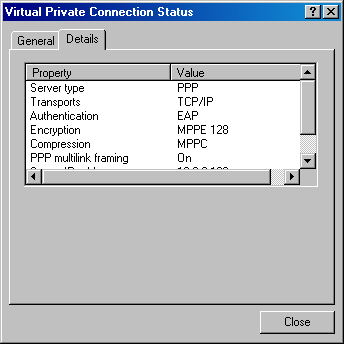 Virtual Private Connection Status
General Details
Property Value
Server type PPP
Transports TCP/IP
Authentication EAP
Encryption MPPE 128
Compression MPPC
PPP multilink framing On
Close